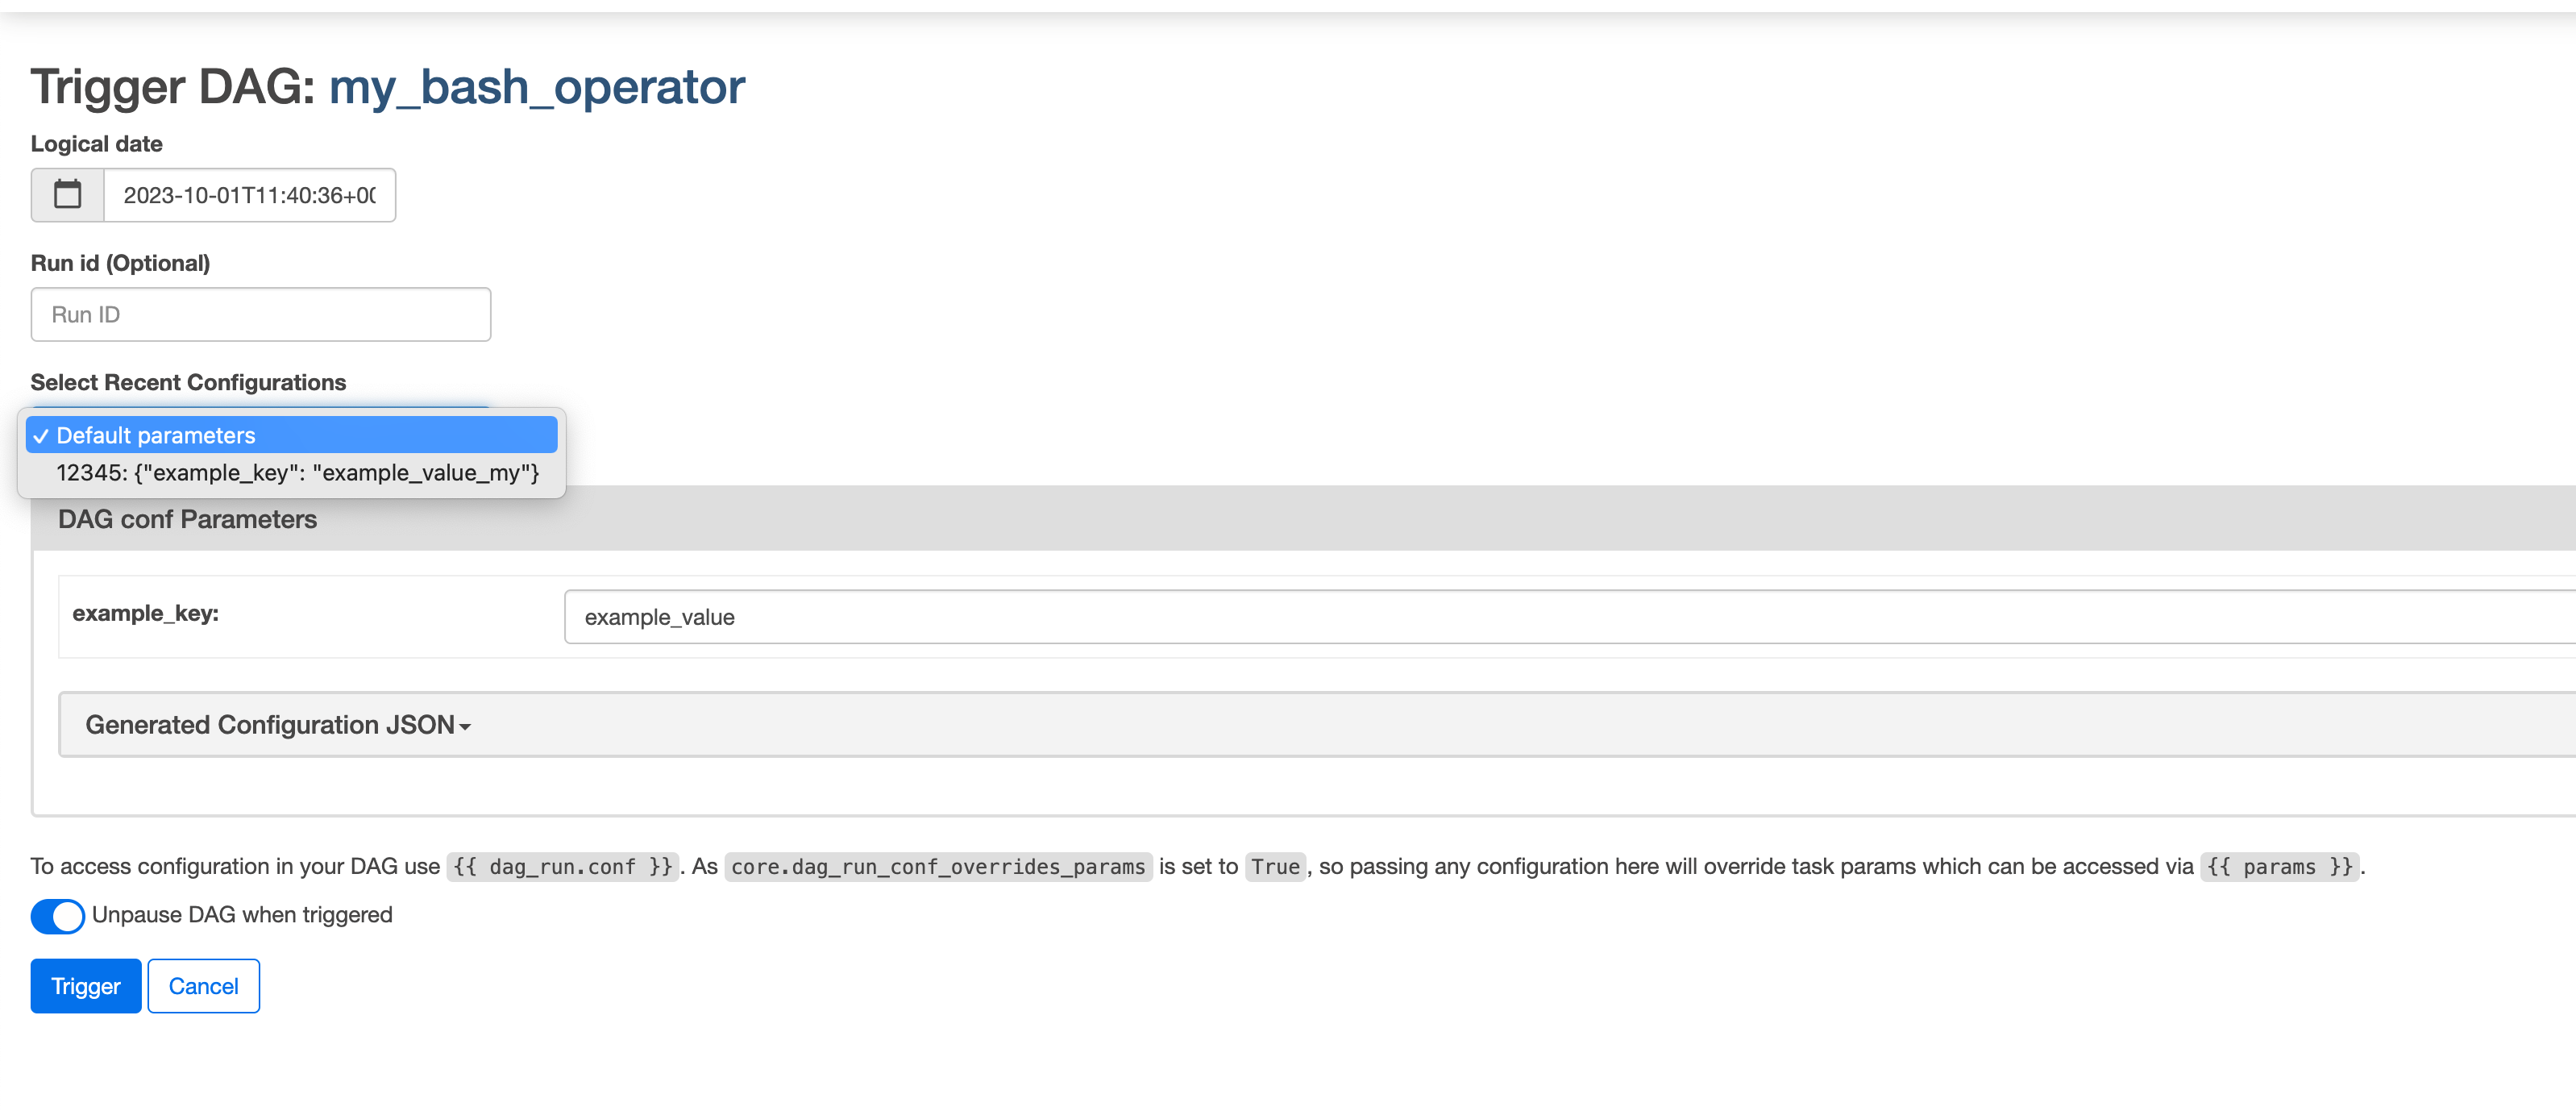 Trigger DAG: my_bash_operator
Logical date
2023-10-01T11:40:36+0(
Run id (Optional)
Run ID
Select Recent Configurations
✓ Default parameters
12345: {"example_key": "example_value_my"}
DAG conf Parameters
example_key:
example_value
Generated Configuration JSON
To access configuration in your DAG use {{ dag_run.conf }}. As core.dag_run_conf_overrides_params is set to True, so passing any configuration here will override task params which can be accessed via {{ params }}.
Unpause DAG when triggered
Trigger Cancel